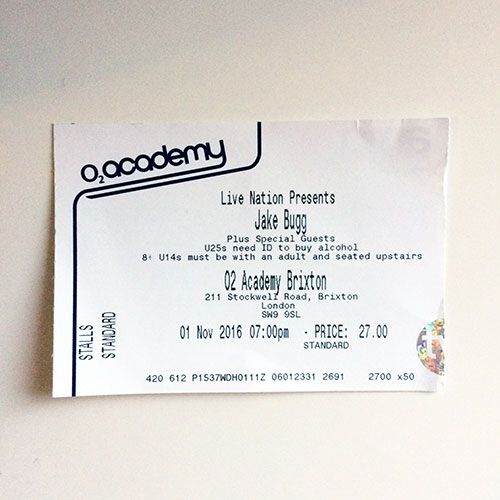 O2 academy
Live Nation Presents
Jake Bugg
Plus Special Guests
U25s need ID to buy alcohol
8+ U14s must be with an adult and seated upstairs
O2 Academy Brixton
211 Stockwell Road, Brixton
London
SW9 9SL
01 Nov 2016 07:00pm - PRICE: 27.00
STANDARD
420 612 P1537WDH0111Z 06012331 2691 2700 x50
STALLS
STANDARD